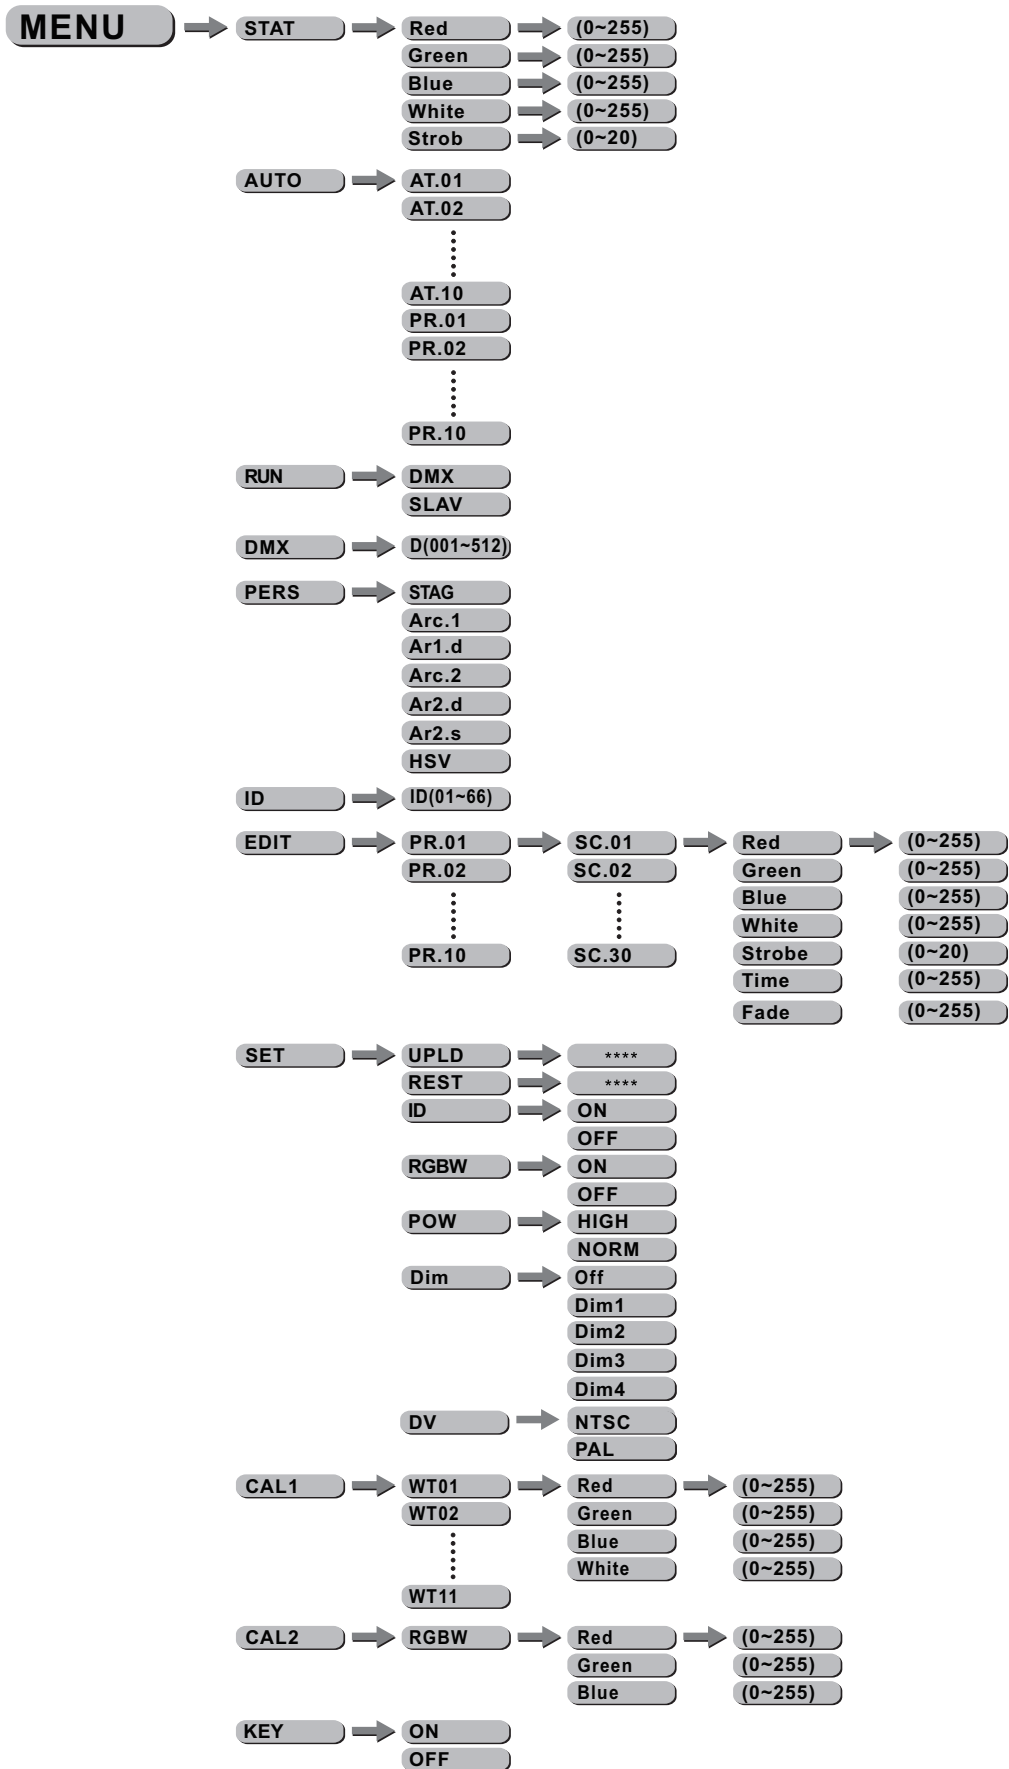 MENU STAT Red (0~255)
Green (0~255)
Blue (0~255)
White (0~255)
Strob (0~20)
AUTO AT.01
AT.02
AT.10
PR.01
PR.02
PR.10
RUN DMX
SLAV
DMX D(001~512)
PERS STAG
Arc.1
Ar1.d
Arc.2
Ar2.d
Ar2.s
HSV
ID ID(01~66)
EDIT PR.01 SC.01 Red (0~255)
PR.02 SC.02 Green (0~255)
Blue (0~255)
White (0~255)
PR.10 SC.30 Strobe (0~20)
Time (0~255)
Fade (0~255)
SET UPLD ****
REST ****
ID ON
OFF
RGBW ON
OFF
POW HIGH
NORM
Dim Off
Dim1
Dim2
Dim3
Dim4
DV NTSC
PAL
CAL1 WT01 Red (0~255)
WT02 Green (0~255)
Blue (0~255)
White (0~255)
WT11
CAL2 RGBW Red (0~255)
Green (0~255)
Blue (0~255)
KEY ON
OFF